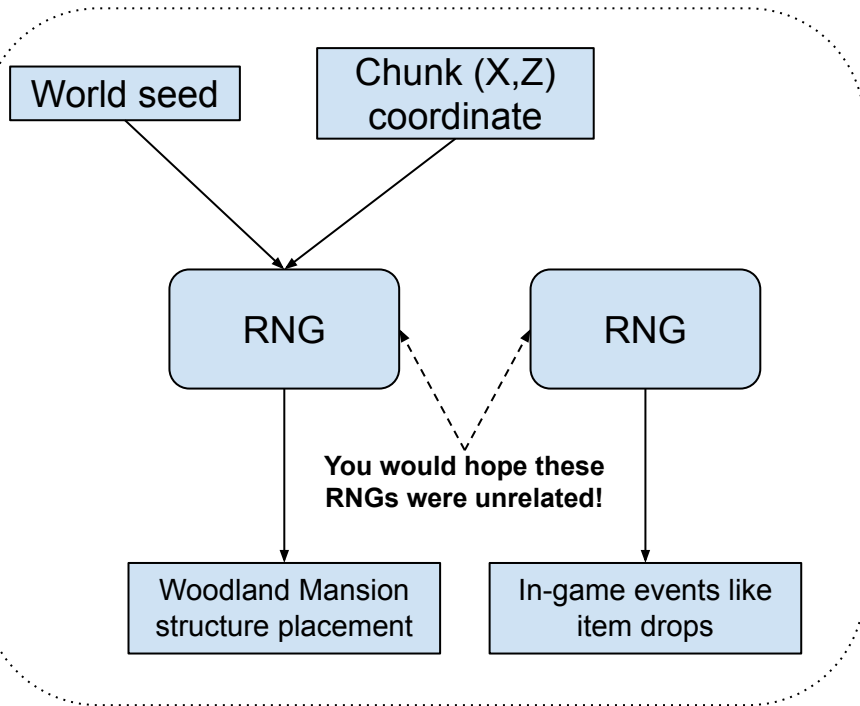 World seed
Chunk (X,Z)
coordinate
RNG
RNG
You would hope these
RNGs were unrelated!
Woodland Mansion
structure placement
In-game events like
item drops